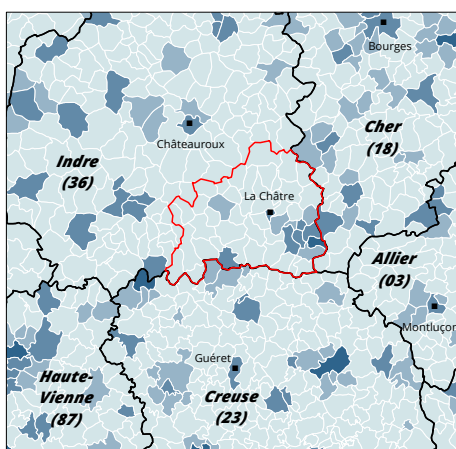 Bourges
Cher
(18)
Châteauroux
Indre
(36)
La Châtre
Allier
(03)
Montluçon
Guéret
Haute-
Vienne
(87)
Creuse
(23)